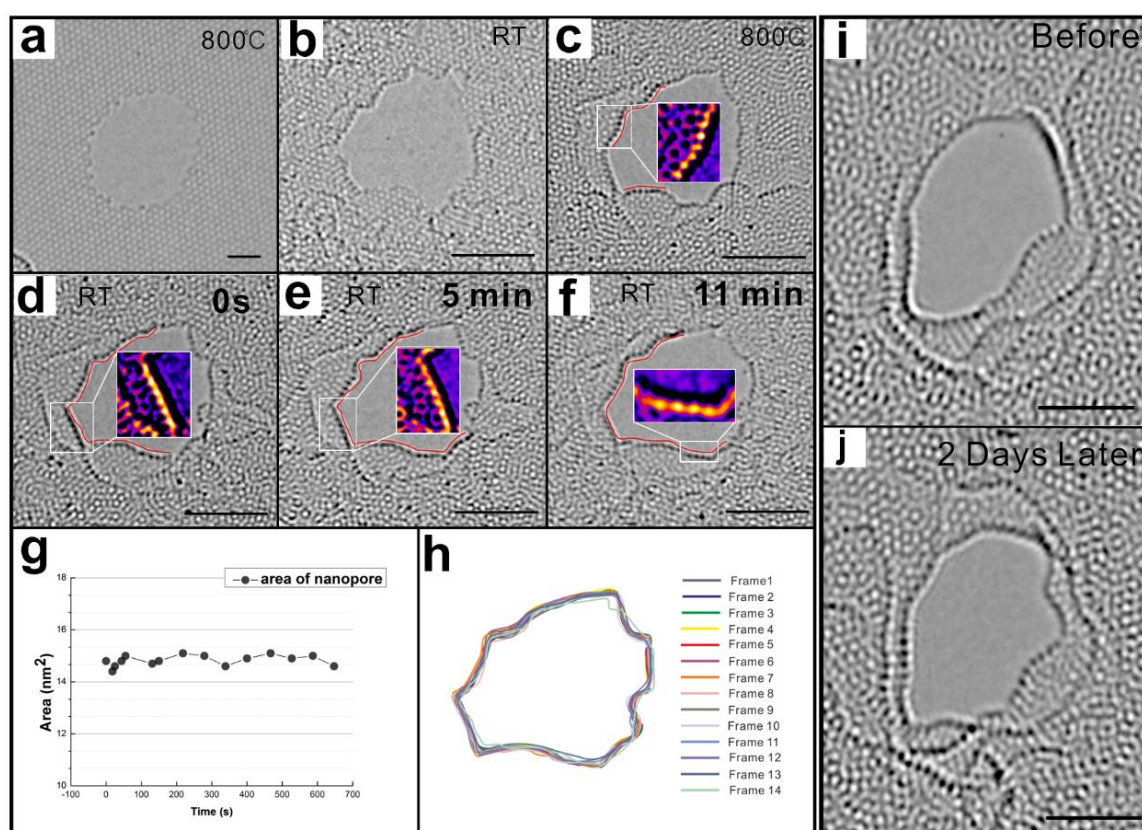 a
800℃
b
RT
c
800℃
d
RT
0s
e
RT
5 min
f
RT
11 min
g
area of nanopore
Area (nm²)
18
16
14
12
10
-100
0
100
200
300
400
500
600
700
Time (s)
h
Frame1
Frame 2
Frame 3
Frame 4
Frame 5
Frame 6
Frame 7
Frame 8
Frame 9
Frame 10
Frame 11
Frame 12
Frame 13
Frame 14
i
Before
j
2 Days Later